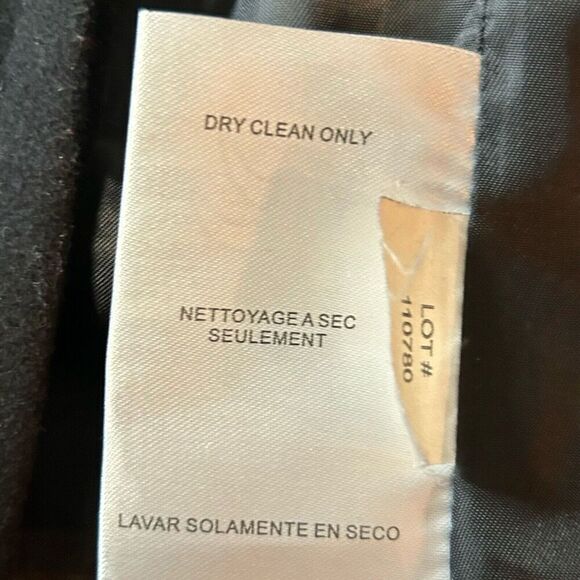 DRY CLEAN ONLY
NETTOYAGE A SEC
SEULEMENT
LOT #
110780
LAVAR SOLAMENTE EN SECO